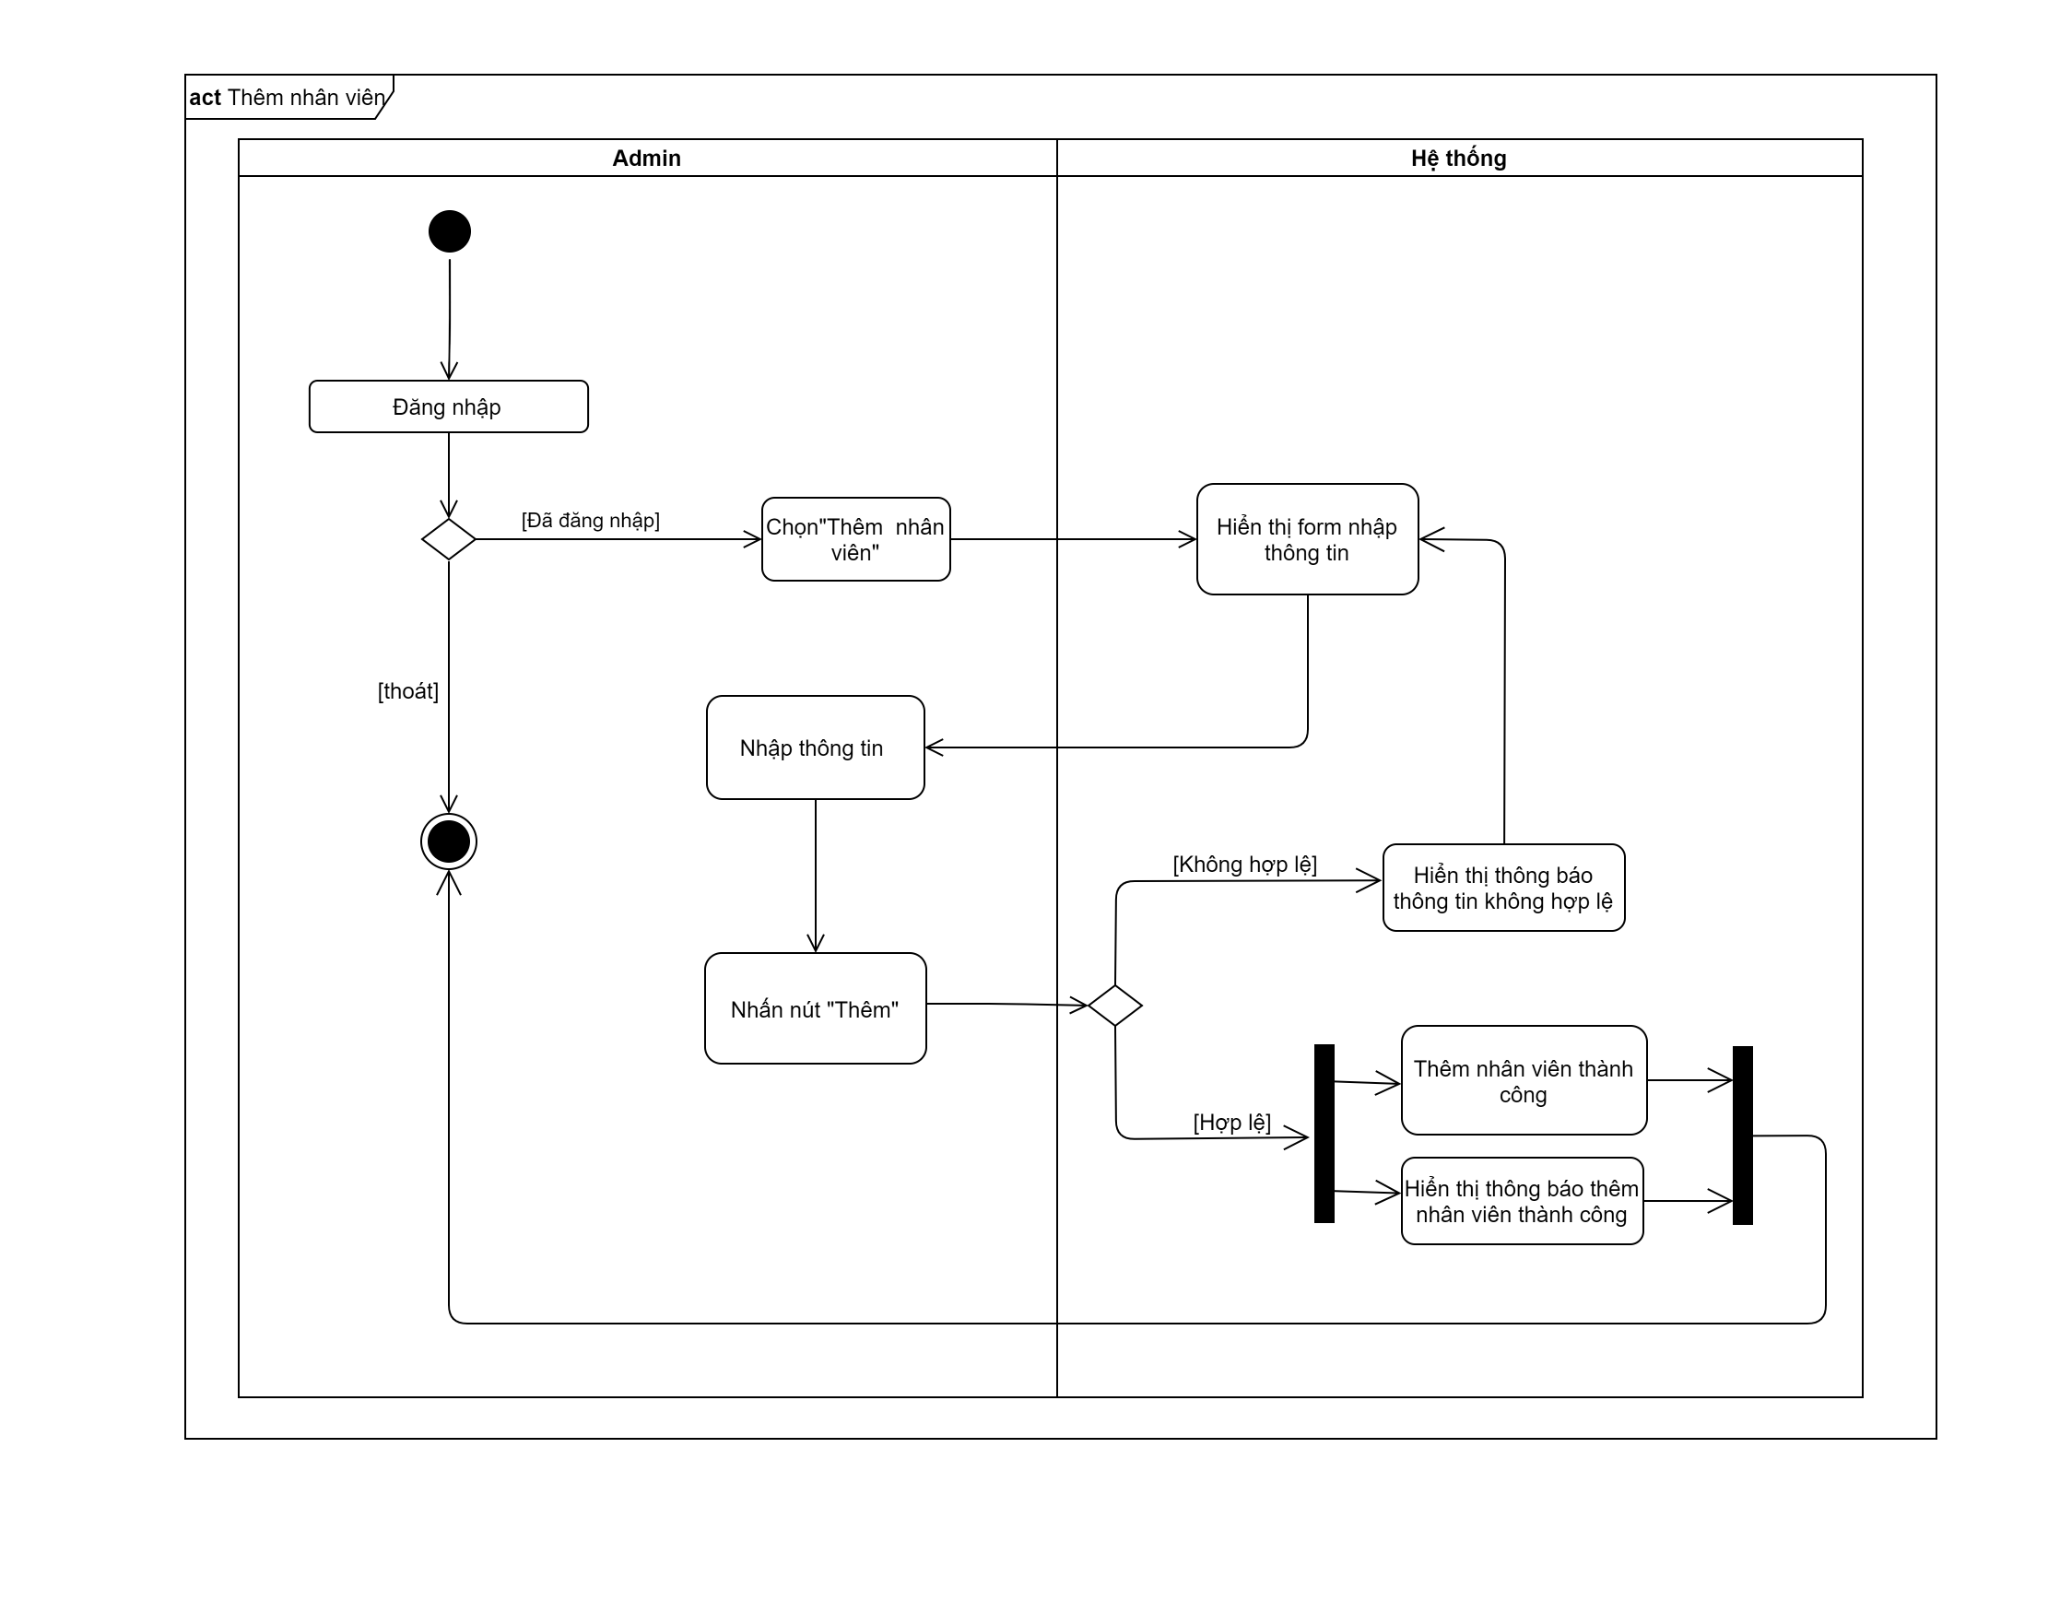 act Thêm nhân viên
Admin
Hệ thống
Đăng nhập
[Đã đăng nhập]
Chọn"Thêm  nhân
viên"
Hiển thị form nhập
thông tin
[thoát]
Nhập thông tin
[Không hợp lệ]
Hiển thị thông báo
thông tin không hợp lệ
Nhấn nút "Thêm"
Thêm nhân viên thành
công
[Hợp lệ]
Hiển thị thông báo thêm
nhân viên thành công